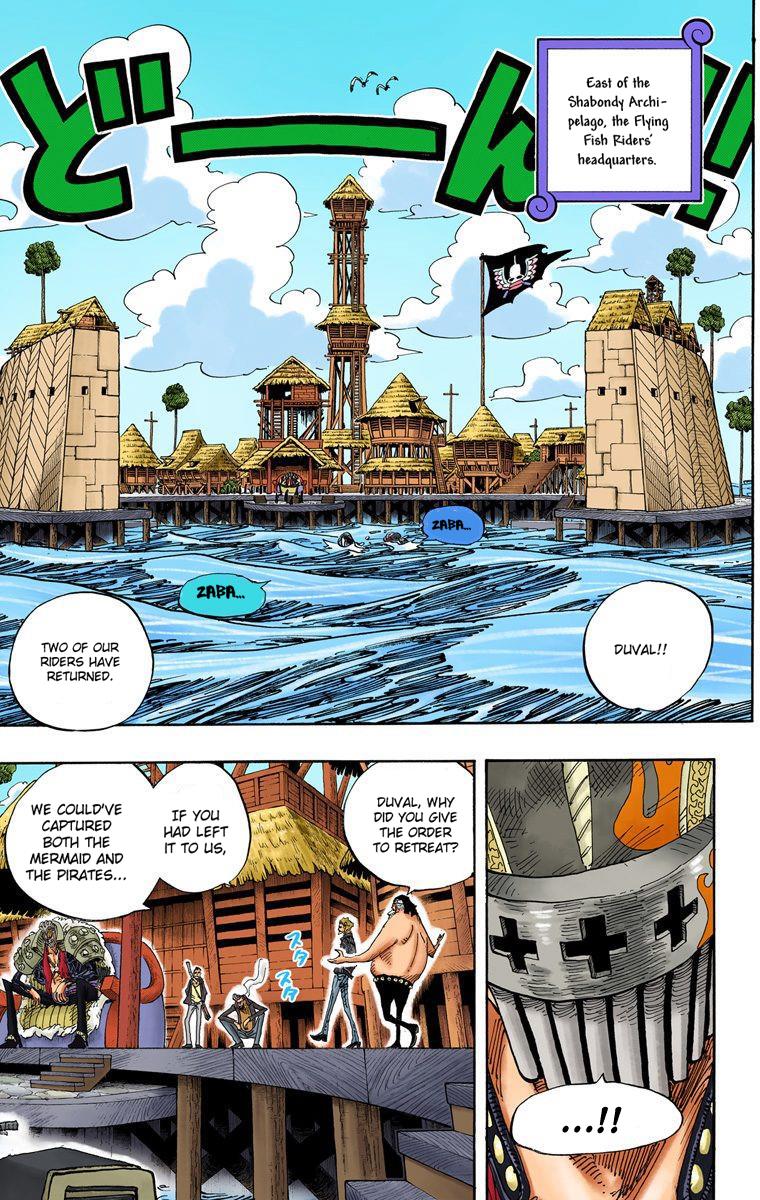 East of the
Shabondy Archi-
pelago, the Flying
Fish Riders'
headquarters.
どーん!!
ZABA...
ZABA...
DUVAL!!
TWO OF OUR
RIDERS HAVE
RETURNED.
...!!
DUVAL, WHY
DID YOU GIVE
THE ORDER
TO RETREAT?
IF YOU
HAD LEFT
IT TO US,
WE COULD'VE
CAPTURED
BOTH THE
MERMAID AND
THE PIRATES...
スタ
スタ